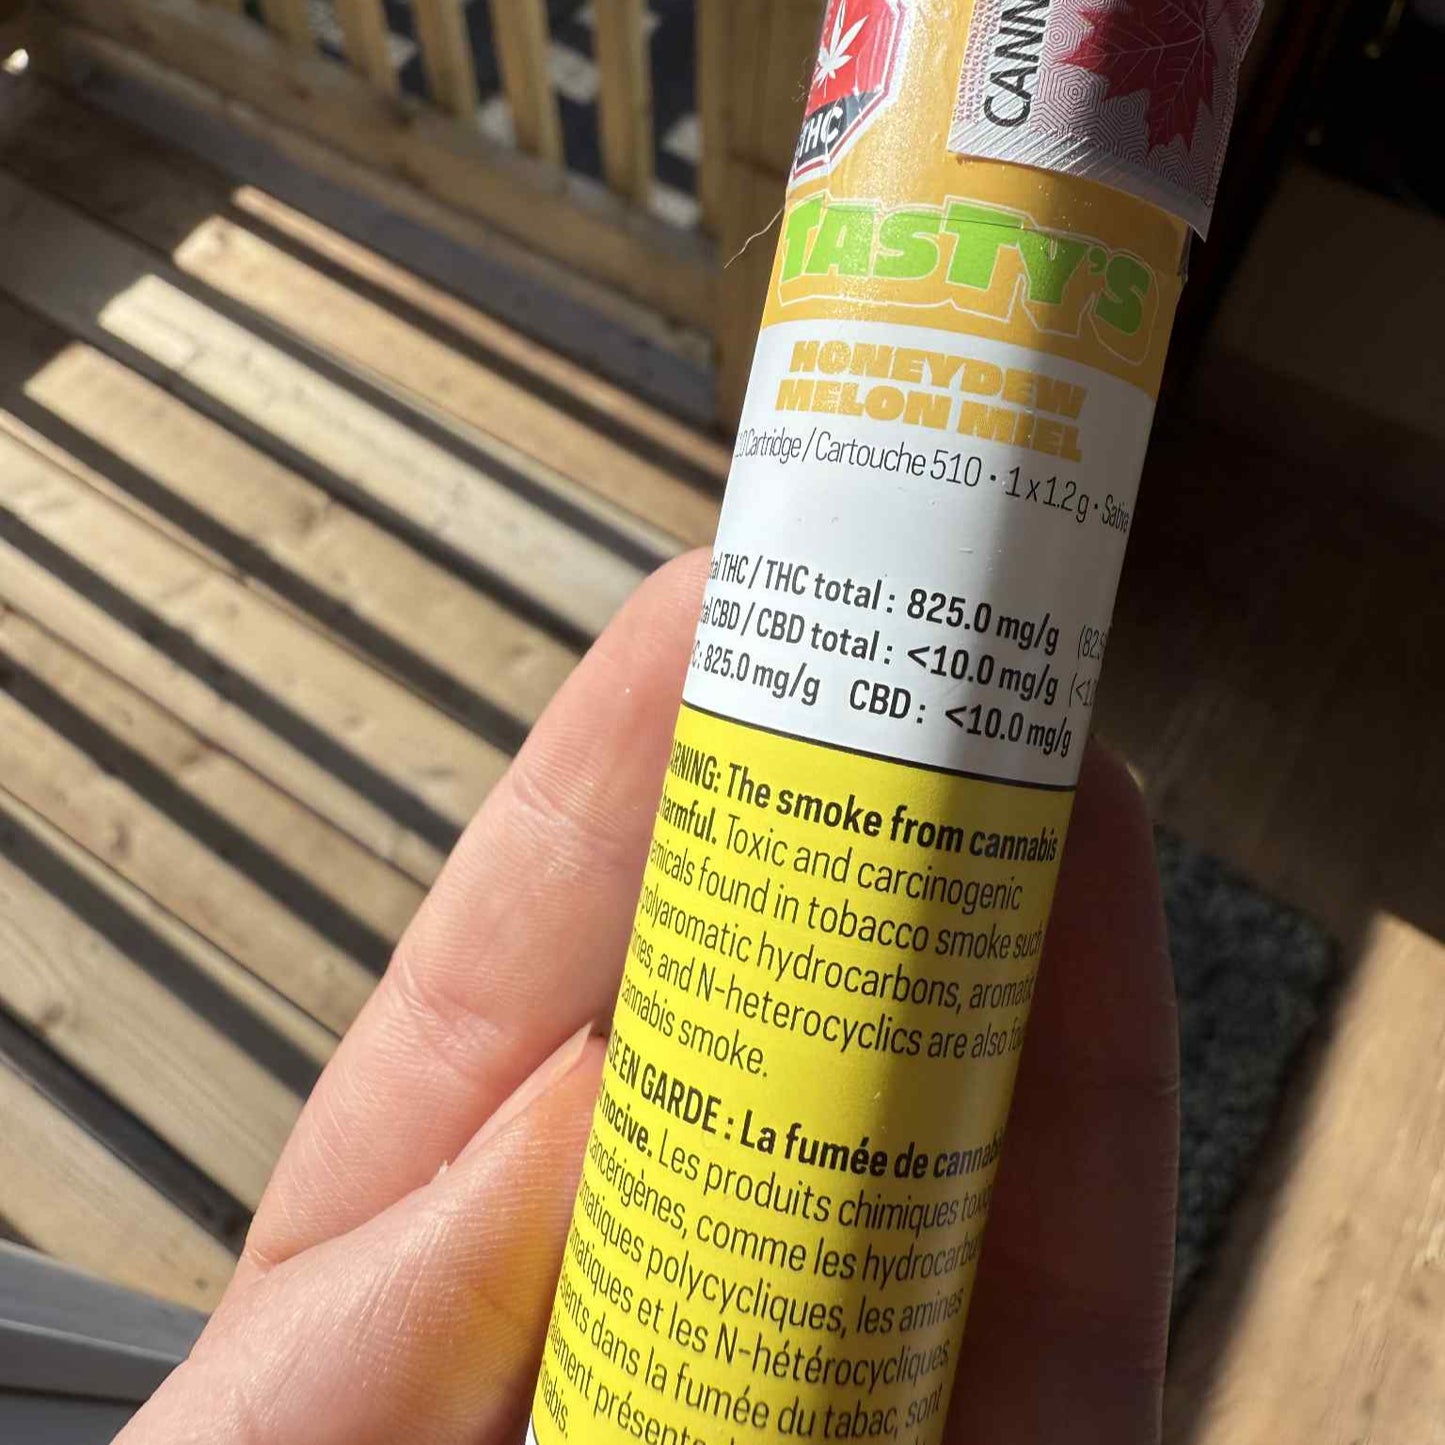 CANN
THC
TASTY'S
HONEYDEW
MELON MIEL
Cartridge / Cartouche 510 · 1 x 1.2 g · Sativa
THC / THC total : 825.0 mg/g
CBD / CBD total : <10.0 mg/g
825.0 mg/g CBD : <10.0 mg/g
The smoke from cannabis
harmful. Toxic and carcinogenic
found in tobacco smoke such
polyaromatic hydrocarbons, aromatic
and N-heterocyclics are also
cannabis smoke.
EN GARDE : La fumée de cannabis
nocive. Les produits chimiques
cancérigènes, comme les
polycycliques, les amines
et les N-hétérocycliques,
dans la fumée du tabac, sont